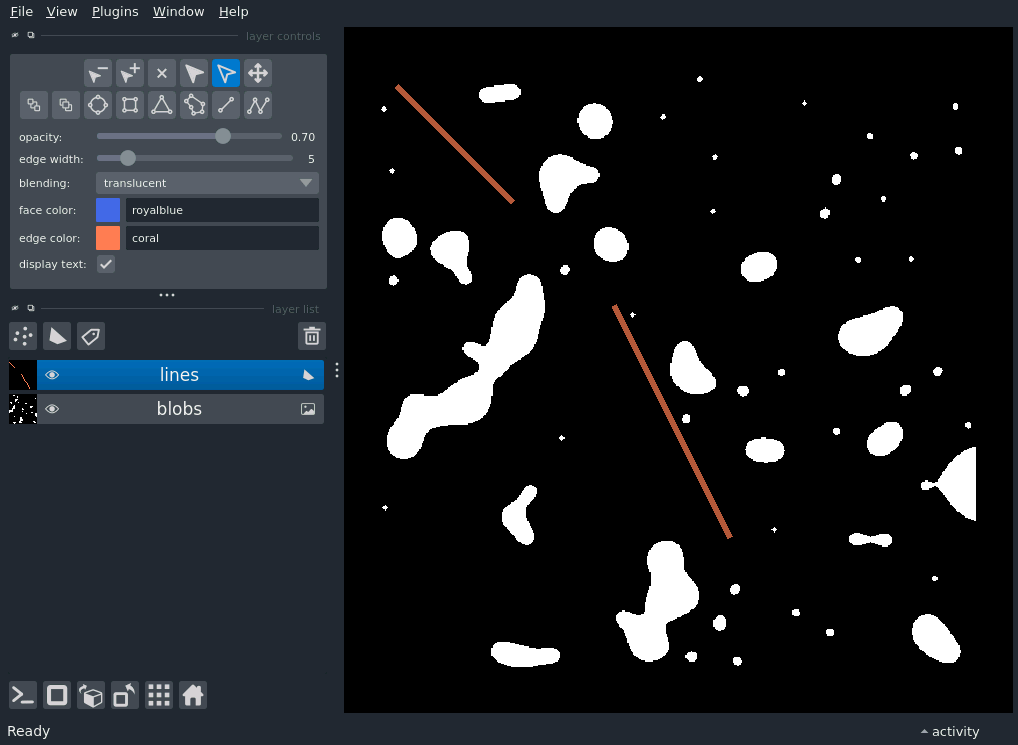 File View Plugins Window Help
layer controls
opacity: 0.70
edge width: 5
blending: translucent
face color: royalblue
edge color: coral
display text:
layer list
lines
blobs
Ready
activity